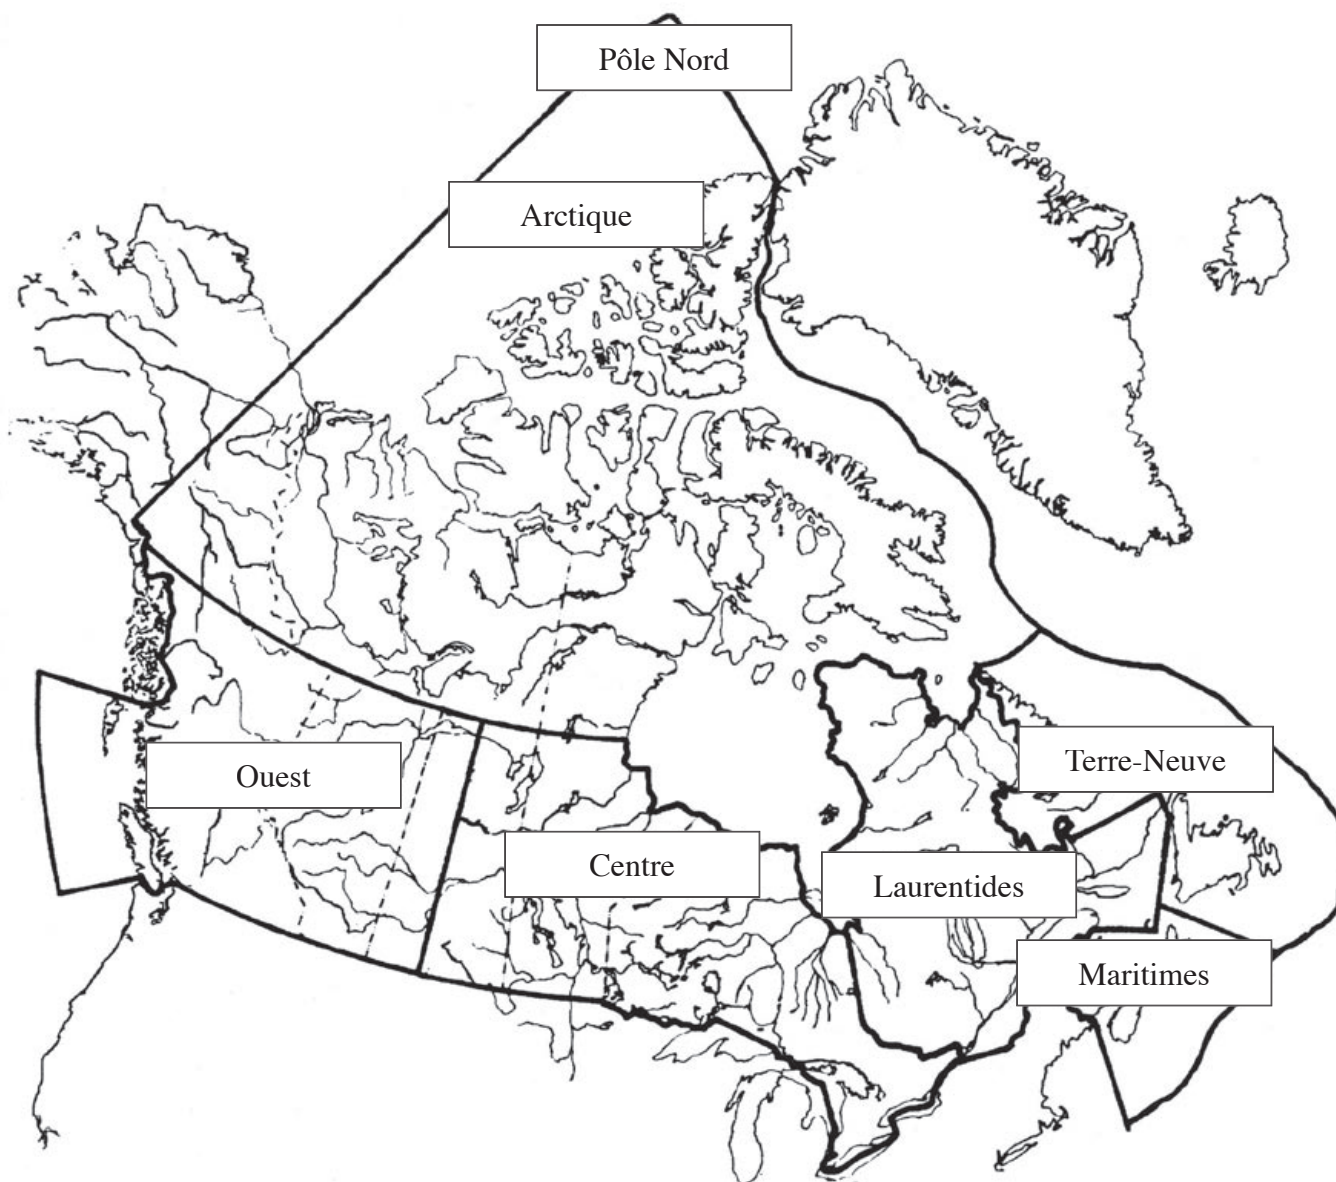 Pôle Nord
Arctique
Terre-Neuve
Ouest
Centre
Laurentides
Maritimes